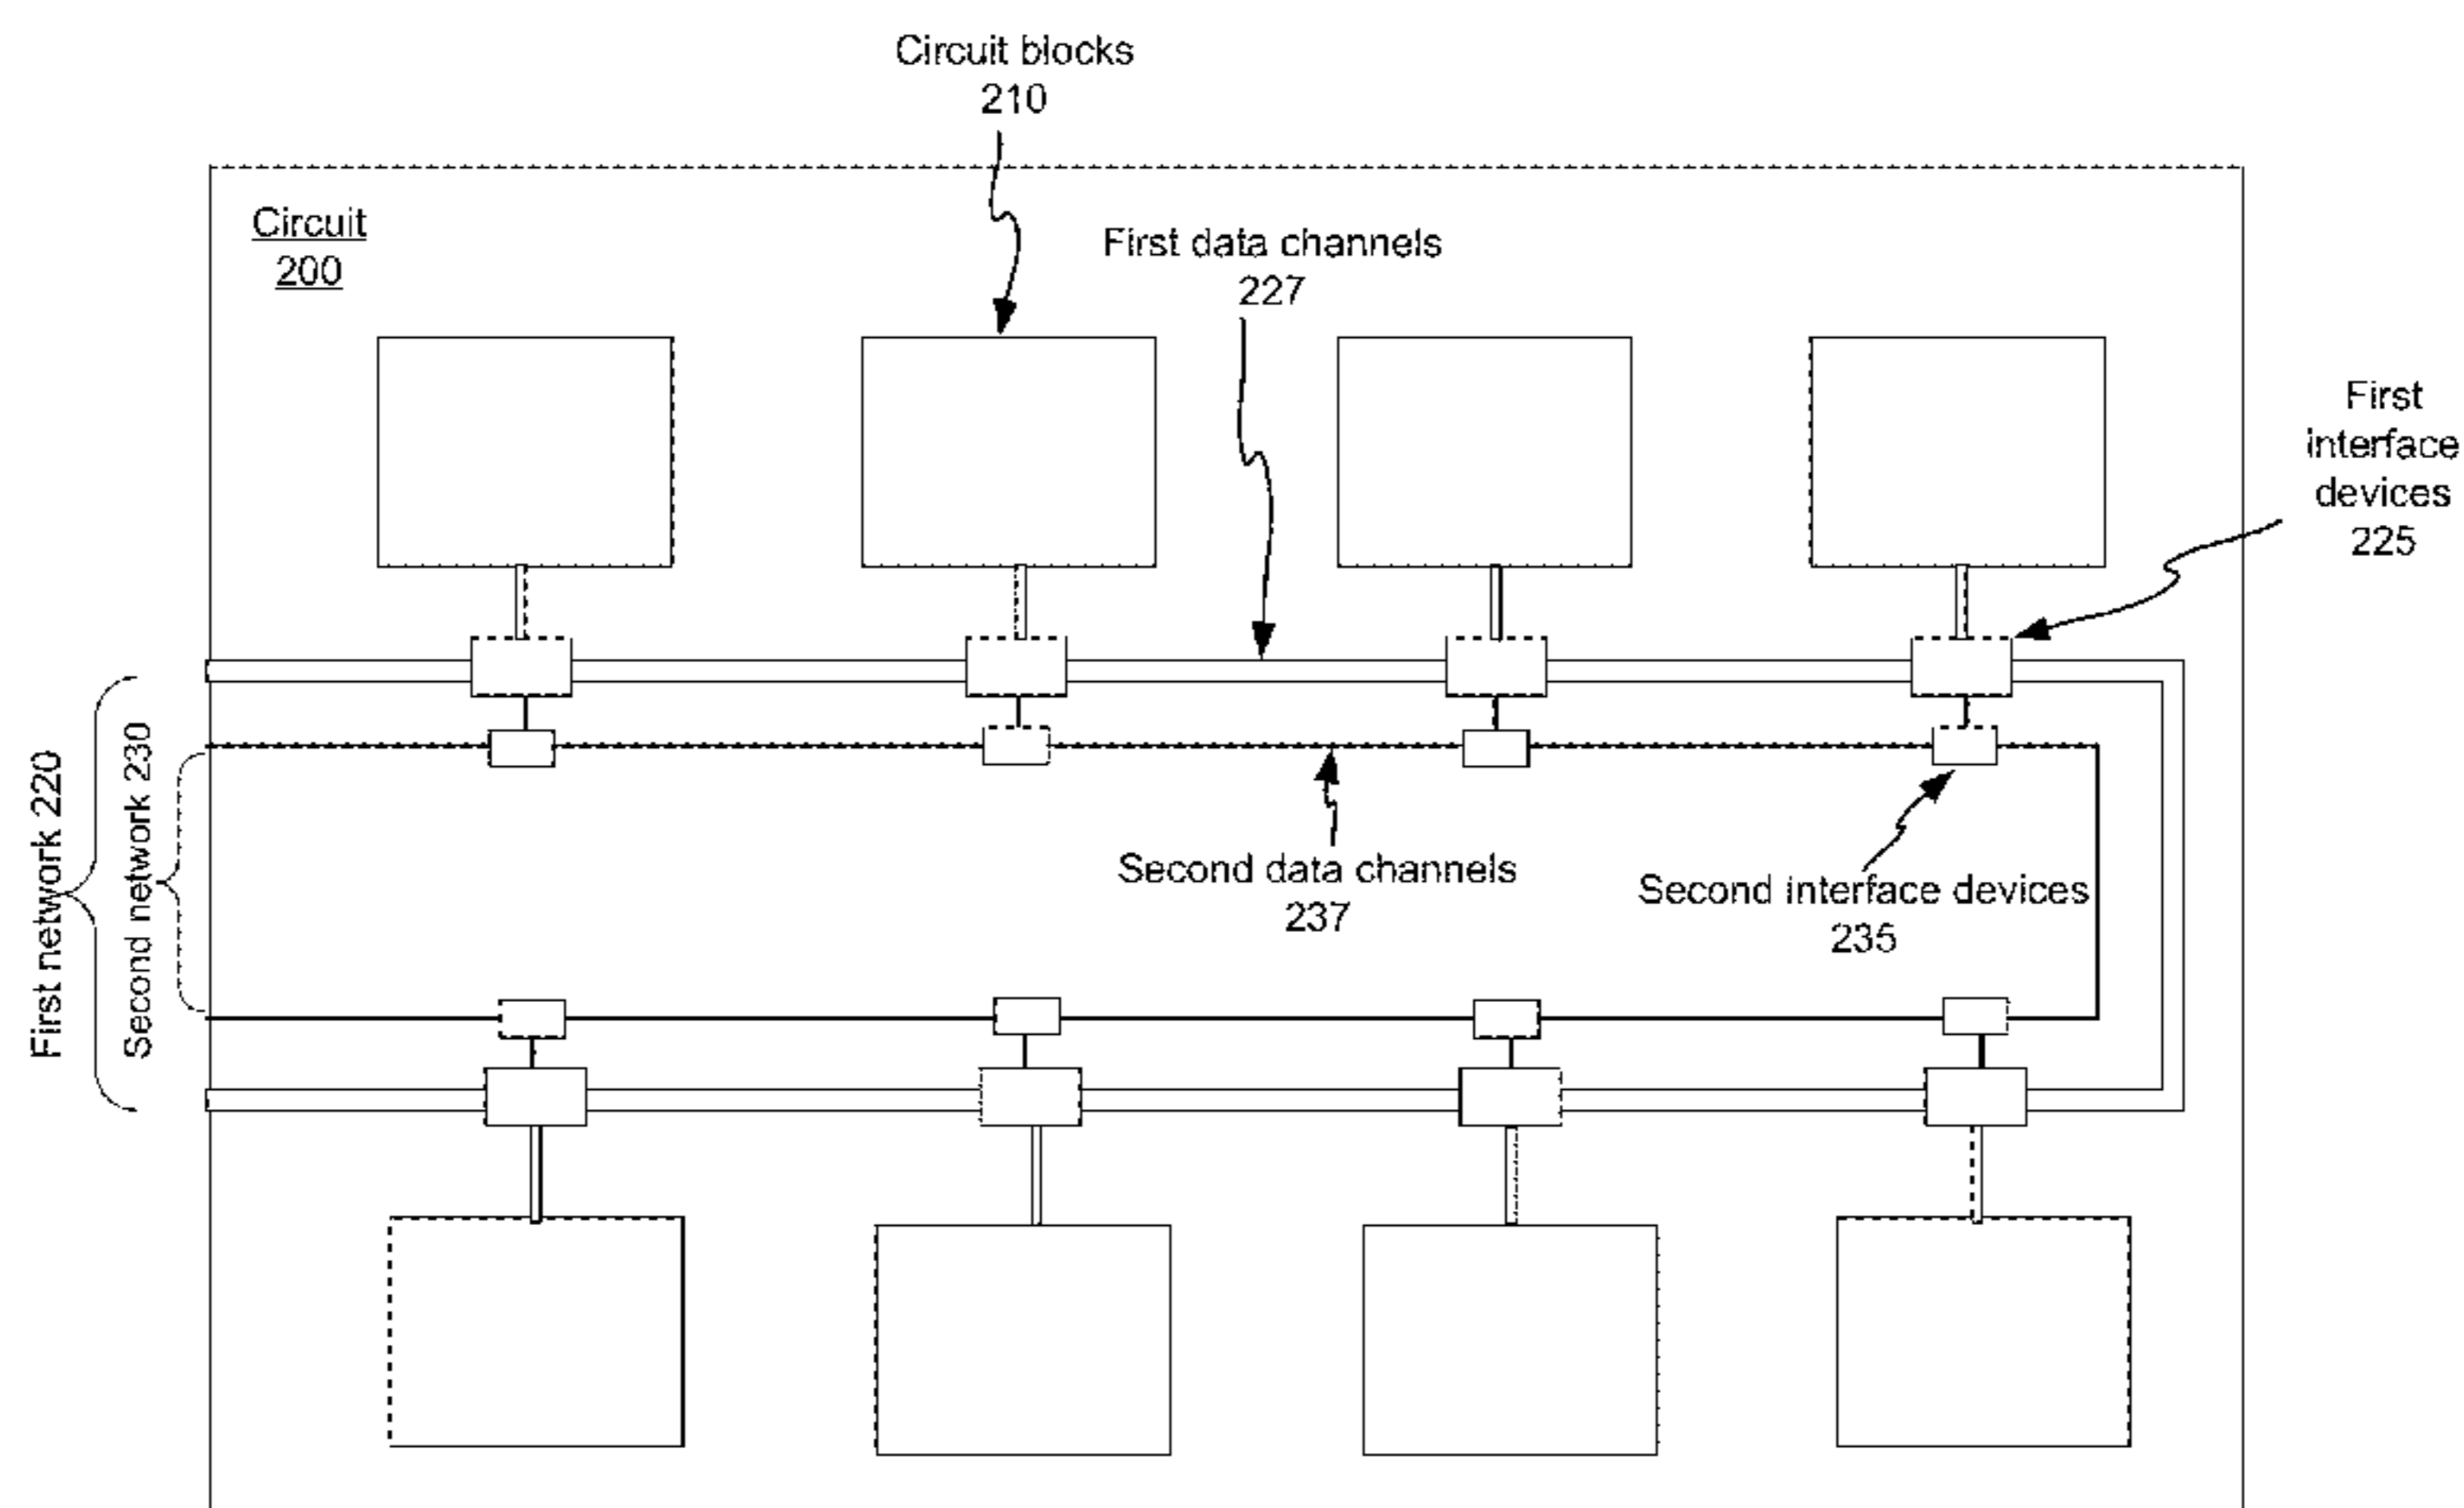 Circuit blocks
210
Circuit
200
First data channels
227
First
interface
devices
225
First network 220
Second network 230
Second data channels
237
Second interface devices
235